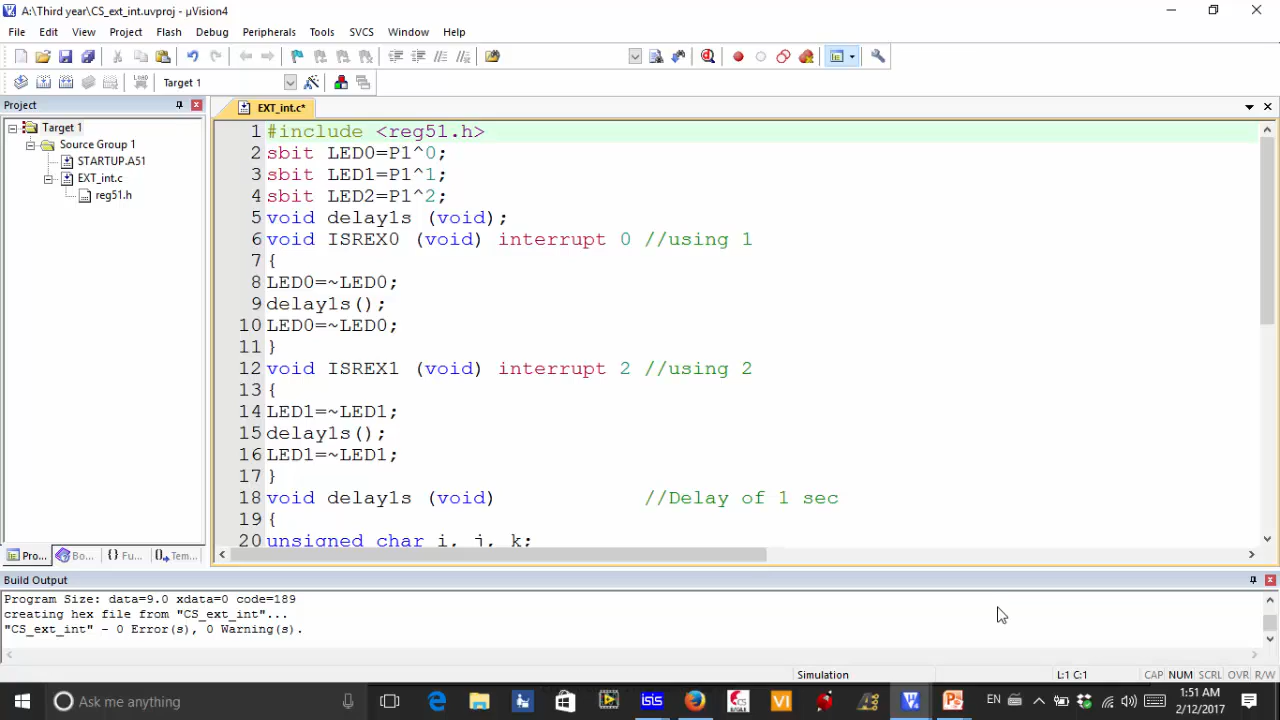 A:\Third year\CS_ext_int.uvproj - µVision4
File Edit View Project Flash Debug Peripherals Tools SVCS Window Help
LOAD
Target 1
Project
EXT_int.c*
Target 1
Source Group 1
STARTUP.A51
EXT_int.c
reg51.h
1 #include <reg51.h>
2 sbit LED0=P1^0;
3 sbit LED1=P1^1;
4 sbit LED2=P1^2;
5 void delay1s (void);
6 void ISREX0 (void) interrupt 0 //using 1
7 {
8 LED0=~LED0;
9 delay1s();
10 LED0=~LED0;
11 }
12 void ISREX1 (void) interrupt 2 //using 2
13 {
14 LED1=~LED1;
15 delay1s();
16 LED1=~LED1;
17 }
18 void delay1s (void) //Delay of 1 sec
19 {
20 unsigned char i, j, k;
Pro... Bo... {} Fu... Tem...
Build Output
Program Size: data=9.0 xdata=0 code=189
creating hex file from "CS_ext_int"...
"CS_ext_int" - 0 Error(s), 0 Warning(s).
Simulation L:1 C:1 CAP NUM SCRL OVR R/W
Ask me anything
isis
VI
EN
1:51 AM
2/12/2017